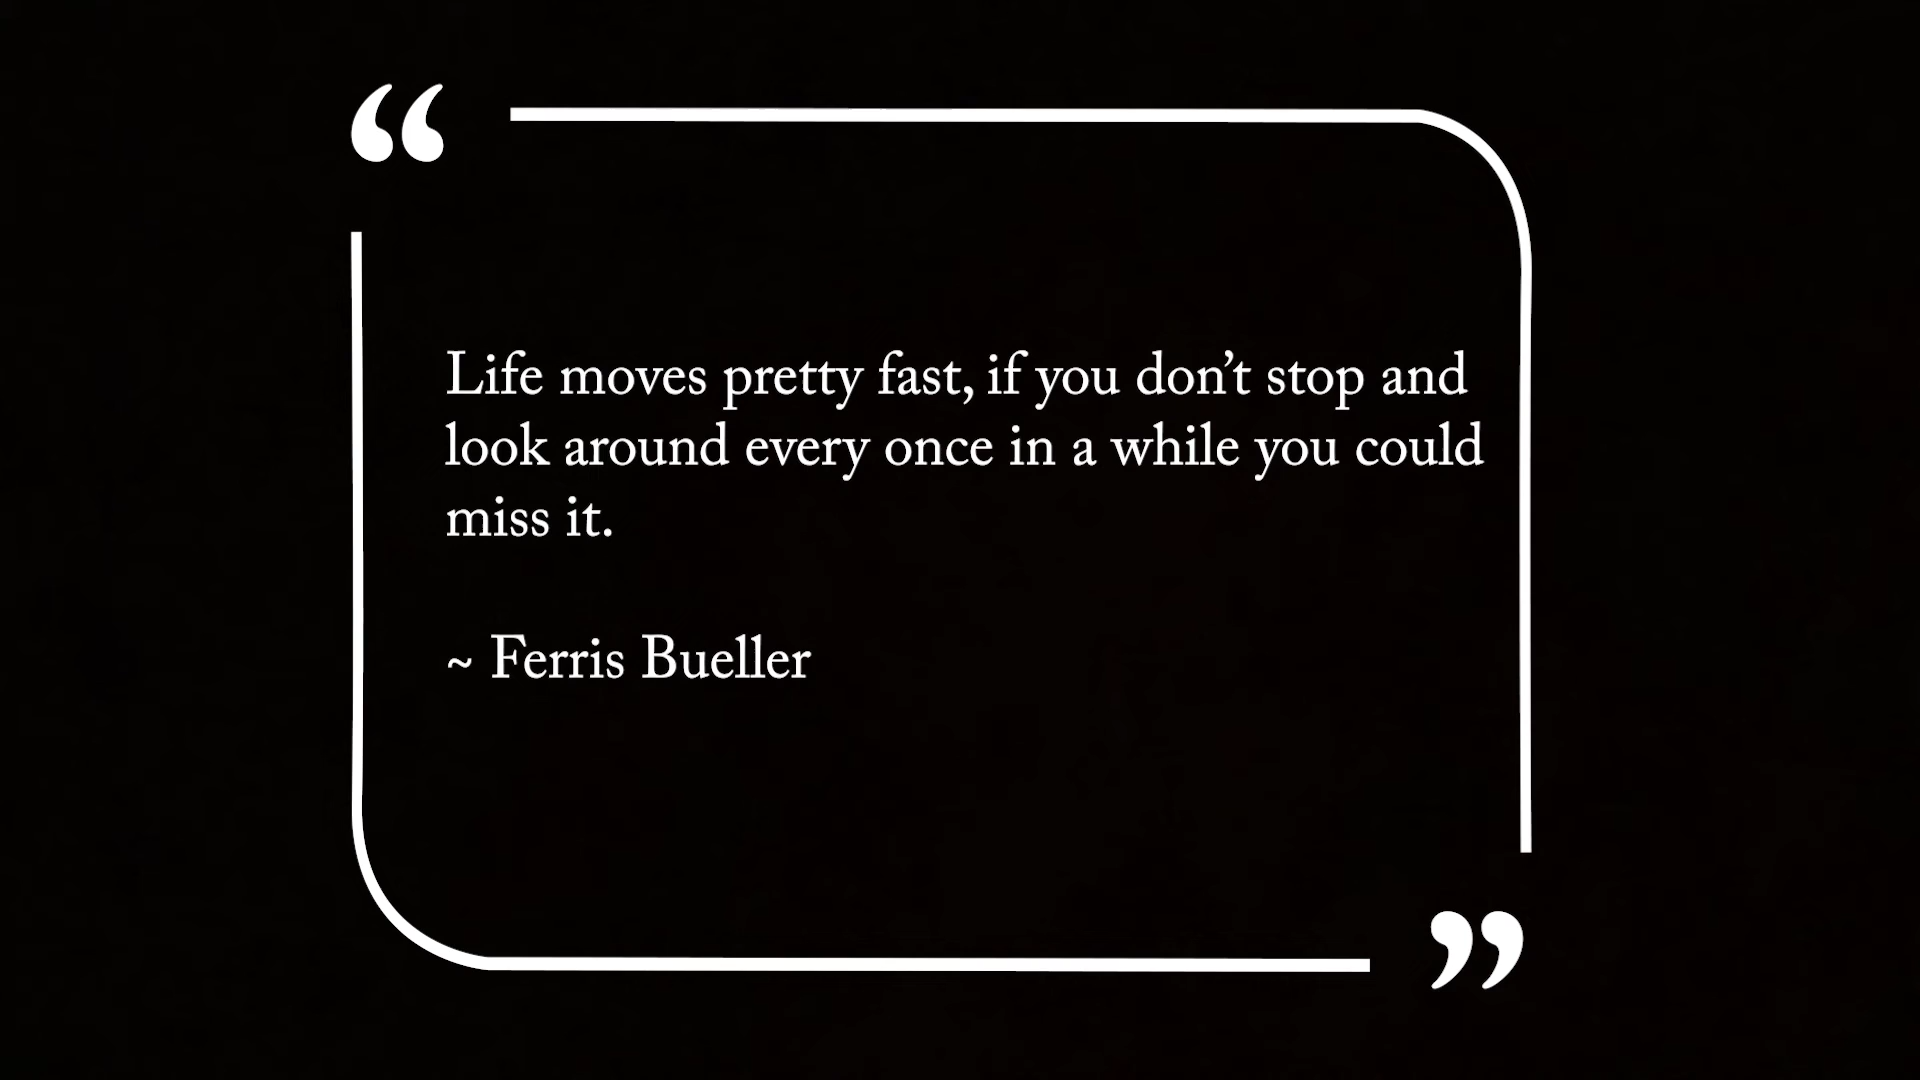 “
Life moves pretty fast, if you don’t stop and
look around every once in a while you could
miss it.
~ Ferris Bueller
”